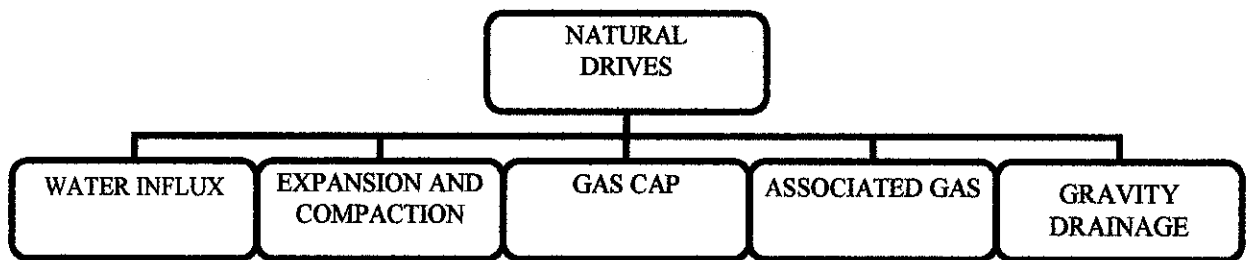 NATURAL
DRIVES
WATER INFLUX
EXPANSION AND
COMPACTION
GAS CAP
ASSOCIATED GAS
GRAVITY
DRAINAGE